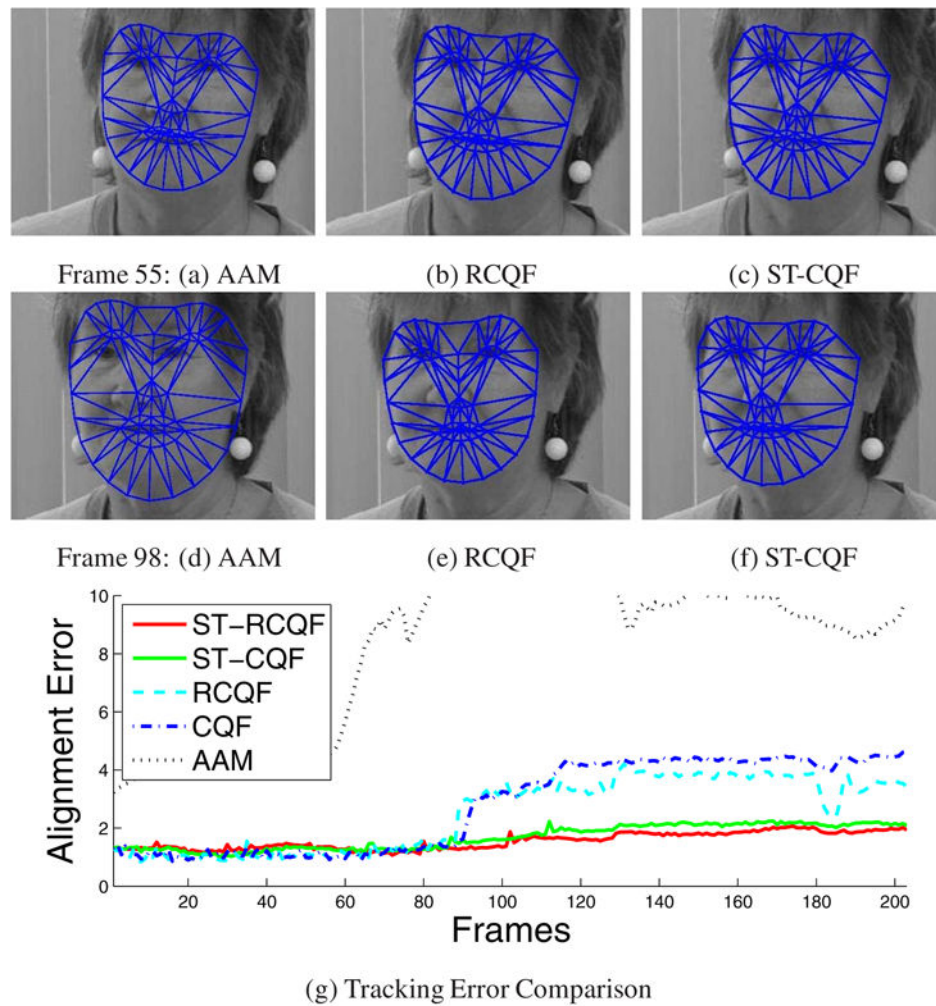 Frame 55: (a) AAM
(b) RCQF
(c) ST-CQF
Frame 98: (d) AAM
(e) RCQF
(f) ST-CQF
10
8
6
4
2
0
Alignment Error
ST-RCQF
ST-CQF
RCQF
CQF
AAM
20 40 60 80 100 120 140 160 180 200
Frames
(g) Tracking Error Comparison